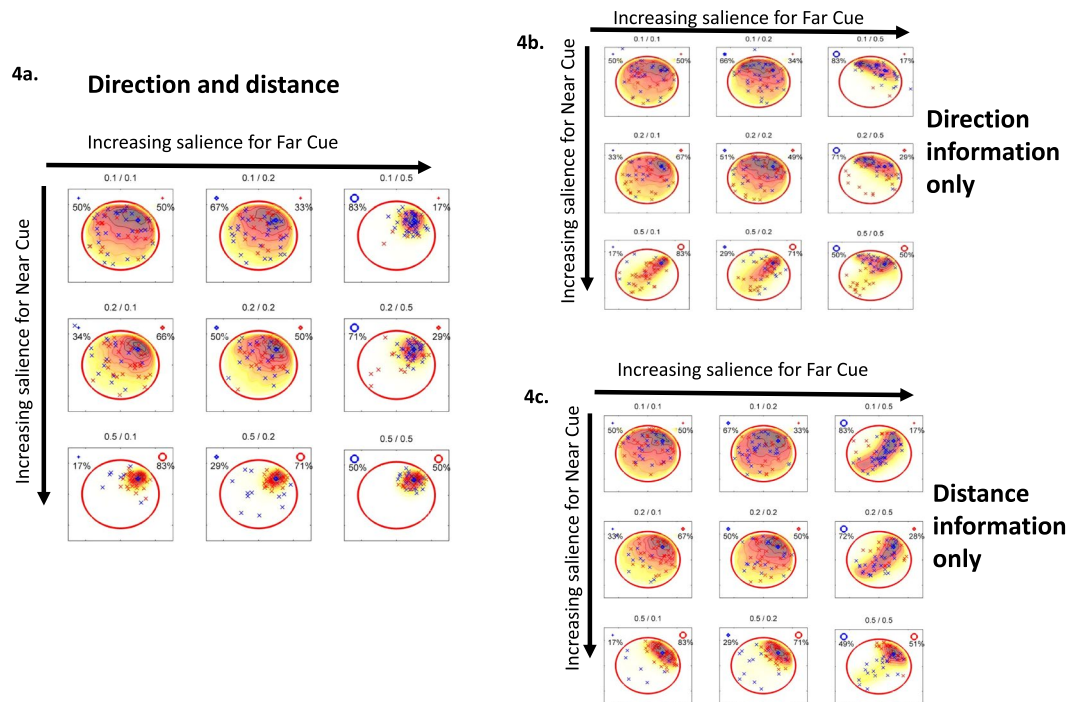 4a.
Direction and distance
Increasing salience for Far Cue
Increasing salience for Near Cue
0.1 / 0.1
0.1 / 0.2
0.1 / 0.5
50% 50%
67% 33%
83% 17%
0.2 / 0.1
0.2 / 0.2
0.2 / 0.5
34% 66%
50% 50%
71% 29%
0.5 / 0.1
0.5 / 0.2
0.5 / 0.5
17% 83%
29% 71%
50% 50%
4b.
Increasing salience for Far Cue
Increasing salience for Near Cue
0.1 / 0.1
0.1 / 0.2
0.1 / 0.5
50% 50%
66% 34%
83% 17%
0.2 / 0.1
0.2 / 0.2
0.2 / 0.5
33% 67%
51% 49%
71% 29%
0.5 / 0.1
0.5 / 0.2
0.5 / 0.5
17% 83%
29% 71%
50% 50%
Direction
information
only
4c.
Increasing salience for Far Cue
Increasing salience for Near Cue
0.1 / 0.1
0.1 / 0.2
0.1 / 0.5
50% 50%
67% 33%
83% 17%
0.2 / 0.1
0.2 / 0.2
0.2 / 0.5
33% 67%
50% 50%
72% 28%
0.5 / 0.1
0.5 / 0.2
0.5 / 0.5
17% 83%
29% 71%
49% 51%
Distance
information
only